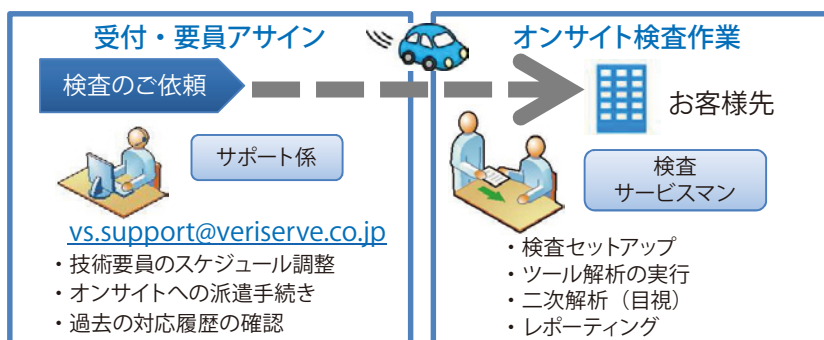 受付・要員アサイン
検査のご依頼
サポート係
vs.support@veriserve.co.jp
・技術要員のスケジュール調整
・オンサイトへの派遣手続き
・過去の対応履歴の確認
オンサイト検査作業
お客様先
検査
サービスマン
・検査セットアップ
・ツール解析の実行
・二次解析（目視）
・レポーティング